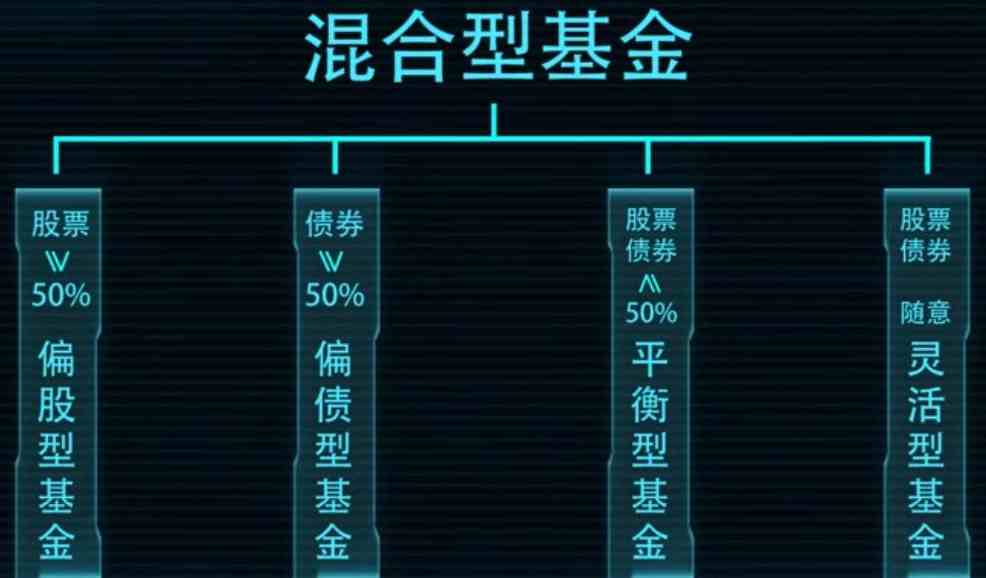 混合型基金
股票
≥
50%
偏股型基金
债券
≥
50%
偏债型基金
股票
债券
≤
50%
平衡型基金
股票
债券
随意
灵活型基金